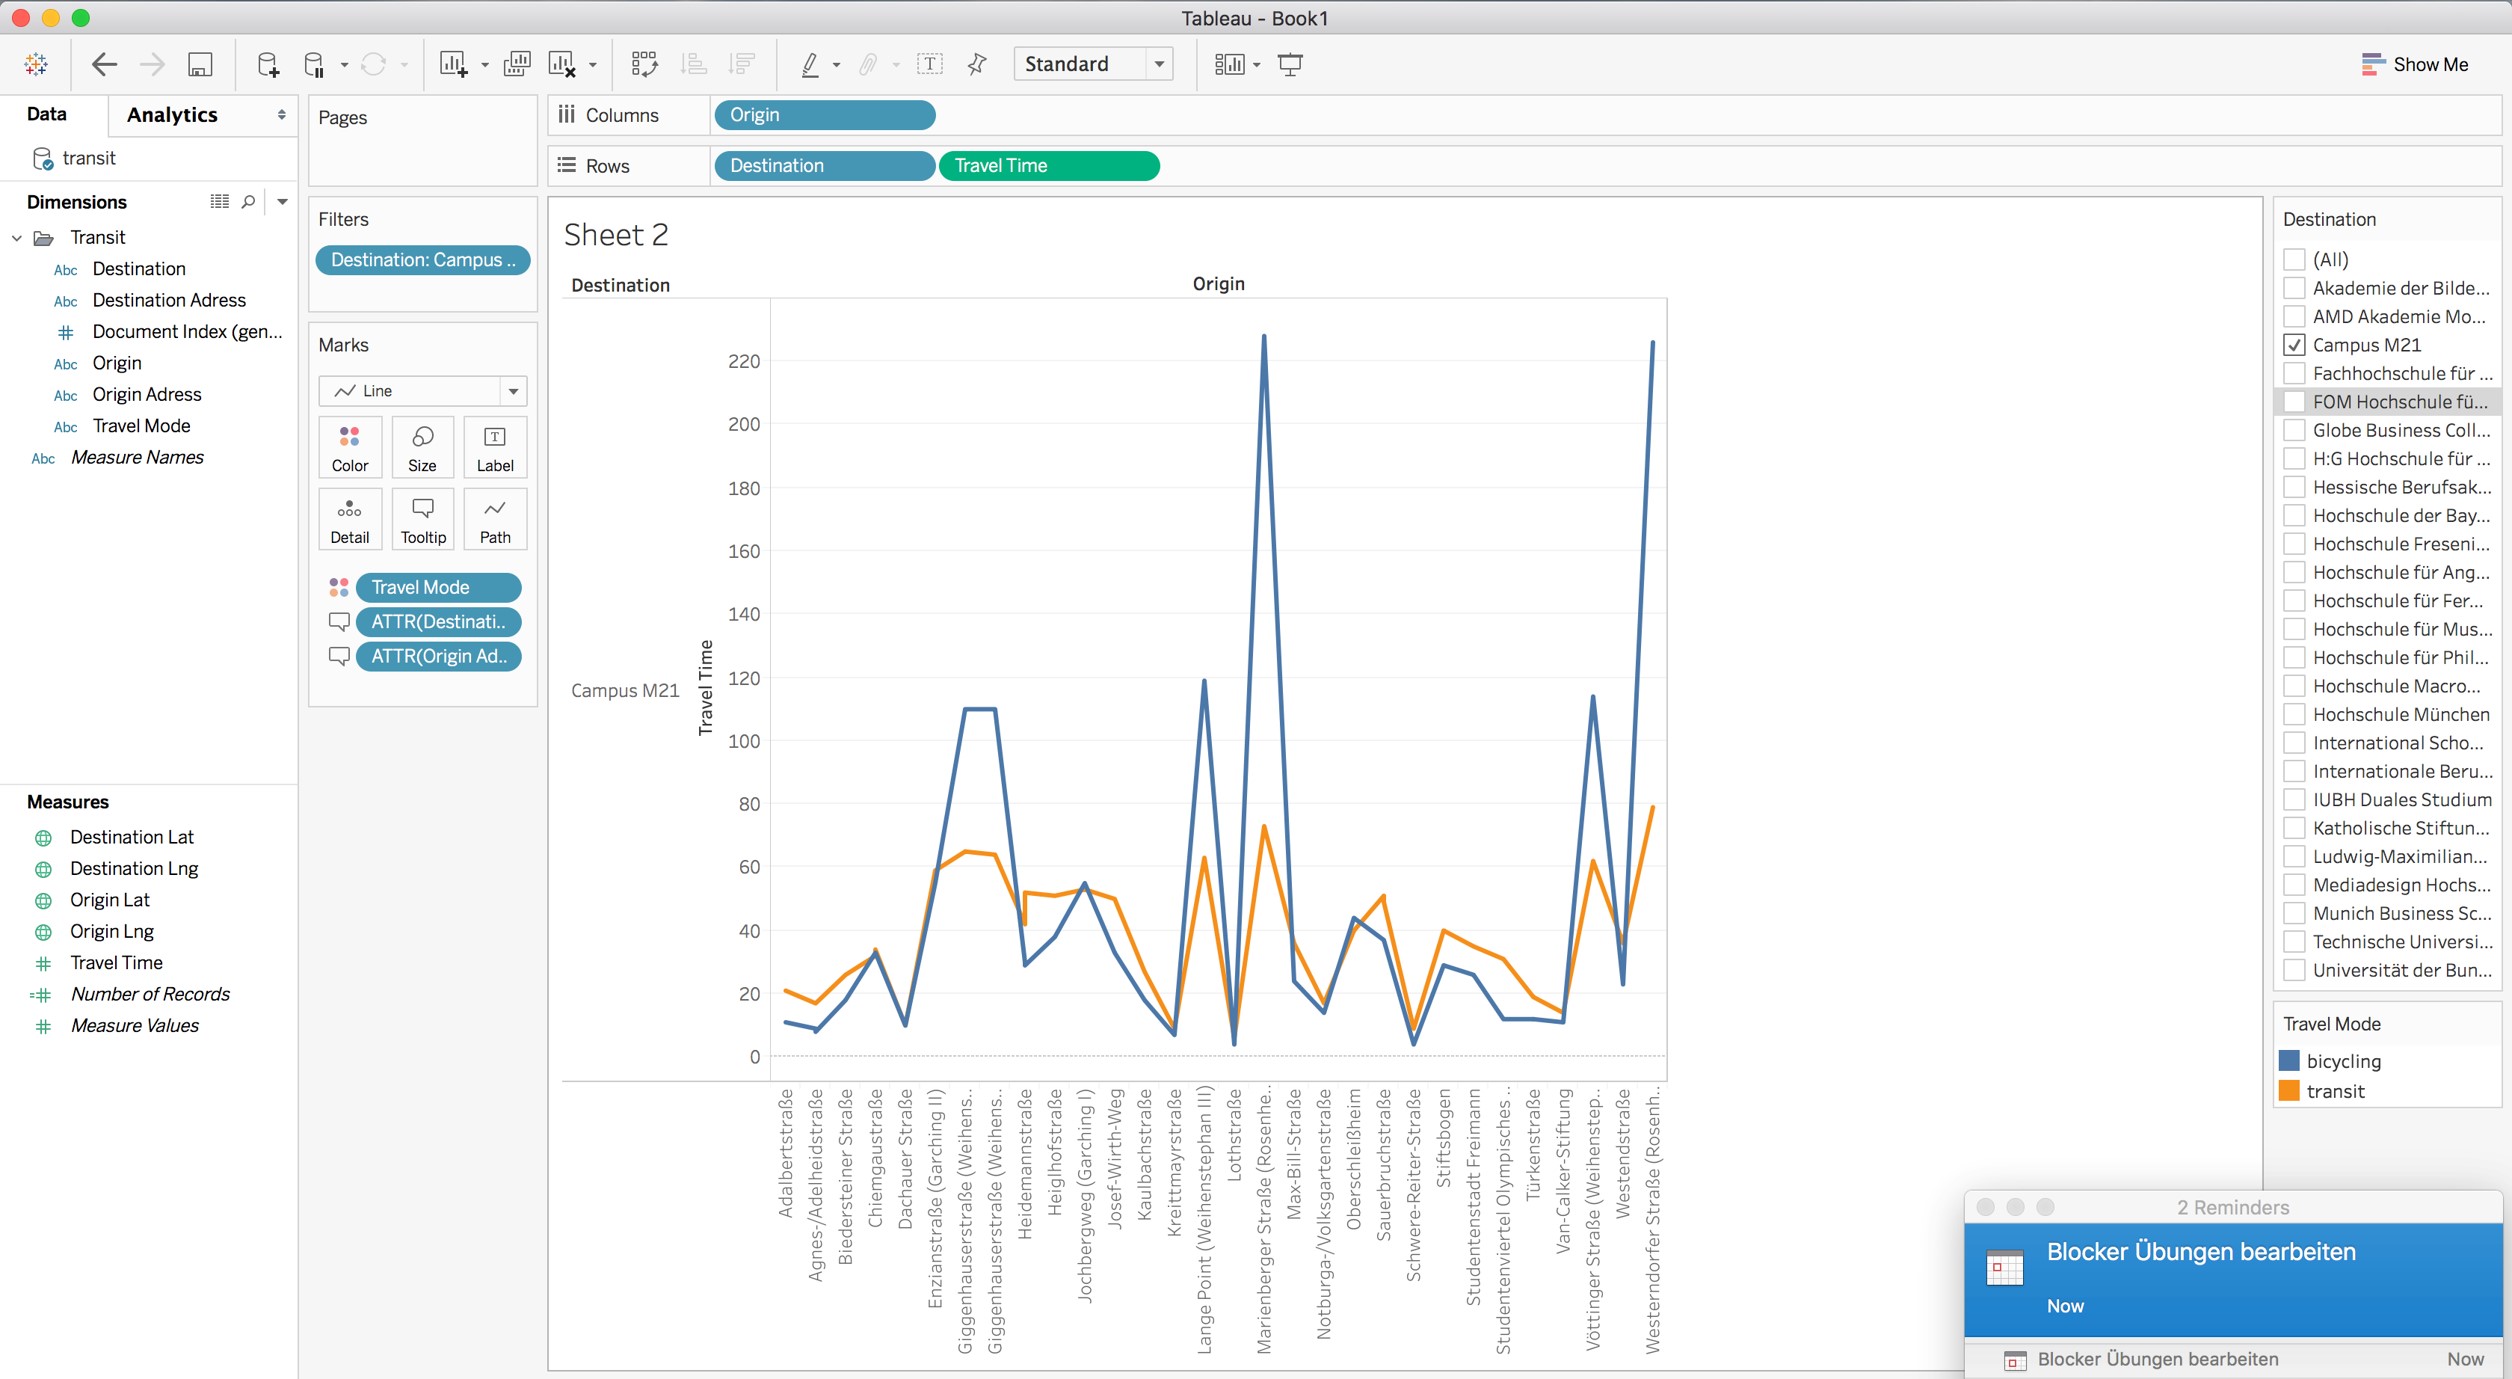 Tableau - Book1
Standard
Show Me
Data
Analytics
transit
Dimensions
Transit
Abc Destination
Abc Destination Adress
# Document Index (gen...
Abc Origin
Abc Origin Adress
Abc Travel Mode
Abc Measure Names
Measures
Destination Lat
Destination Lng
Origin Lat
Origin Lng
# Travel Time
=# Number of Records
# Measure Values
Pages
Filters
Destination: Campus ..
Marks
Line
Color
Size
T
Label
Detail
Tooltip
Path
Travel Mode
ATTR(Destinati..
ATTR(Origin Ad..
Columns
Origin
Rows
Destination
Travel Time
Sheet 2
Destination
Origin
Campus M21
Travel Time
220
200
180
160
140
120
100
80
60
40
20
0
Adalbertstraße
Agnes-/Adelheidstraße
Biedersteiner Straße
Chiemgaustraße
Dachauer Straße
Enzianstraße (Garching II)
Giggenhauserstraße (Weihens..
Giggenhauserstraße (Weihens..
Heidemannstraße
Heiglhofstraße
Jochbergweg (Garching I)
Josef-Wirth-Weg
Kaulbachstraße
Kreittmayrstraße
Lange Point (Weihenstephan III)
Lothstraße
Marienberger Straße (Rosenhe..
Max-Bill-Straße
Notburga-/Volksgartenstraße
Oberschleißheim
Sauerbruchstraße
Schwere-Reiter-Straße
Stiftsbogen
Studentenstadt Freimann
Studentenviertel Olympisches ..
Türkenstraße
Van-Calker-Stiftung
Vöttinger Straße (Weihenstep..
Westendstraße
Westerndorfer Straße (Rosenh..
Destination
(All)
Akademie der Bilde...
AMD Akademie Mo...
Campus M21
Fachhochschule für ...
FOM Hochschule fü...
Globe Business Coll...
H:G Hochschule für ...
Hessische Berufsak...
Hochschule der Bay...
Hochschule Freseni...
Hochschule für Ang...
Hochschule für Fer...
Hochschule für Mus...
Hochschule für Phil...
Hochschule Macro...
Hochschule München
International Scho...
Internationale Beru...
IUBH Duales Studium
Katholische Stiftun...
Ludwig-Maximilian...
Mediadesign Hochs...
Munich Business Sc...
Technische Universi...
Universität der Bun...
Travel Mode
bicycling
transit
2 Reminders
Blocker Übungen bearbeiten
Now
Blocker Übungen bearbeiten Now